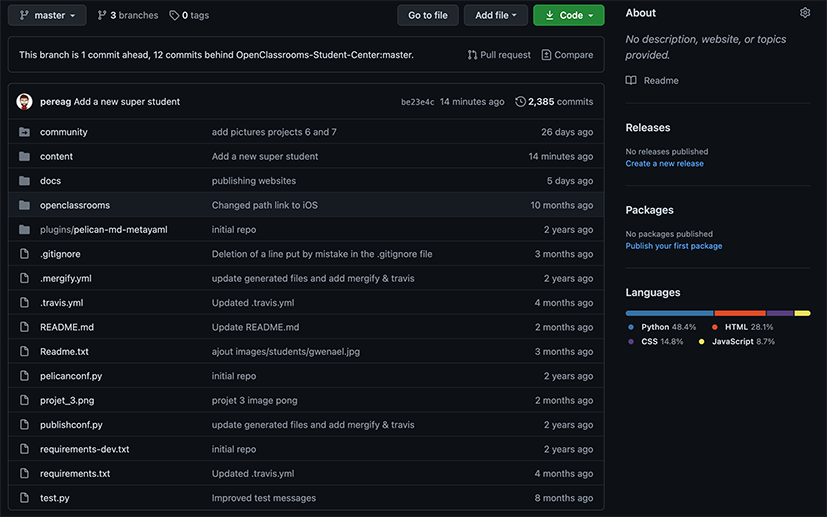 master 3 branches 0 tags Go to file Add file Code
This branch is 1 commit ahead, 12 commits behind OpenClassrooms-Student-Center:master. Pull request Compare
pereag Add a new super student be23e4c 14 minutes ago 2,385 commits
community add pictures projects 6 and 7 26 days ago
content Add a new super student 14 minutes ago
docs publishing websites 5 days ago
openclassrooms Changed path link to iOS 10 months ago
plugins/pelican-md-metayaml initial repo 2 years ago
.gitignore Deletion of a line put by mistake in the .gitignore file 3 months ago
.mergify.yml update generated files and add mergify & travis 2 years ago
.travis.yml Updated .travis.yml 4 months ago
README.md Update README.md 2 months ago
Readme.txt ajout images/students/gwenael.jpg 3 months ago
pelicanconf.py initial repo 2 years ago
projet_3.png projet 3 image pong 2 months ago
publishconf.py update generated files and add mergify & travis 2 years ago
requirements-dev.txt initial repo 2 years ago
requirements.txt Updated .travis.yml 4 months ago
test.py Improved test messages 8 months ago
About
No description, website, or topics
provided.
Readme
Releases
No releases published
Create a new release
Packages
No packages published
Publish your first package
Languages
Python 48.4% HTML 28.1%
CSS 14.8% JavaScript 8.7%